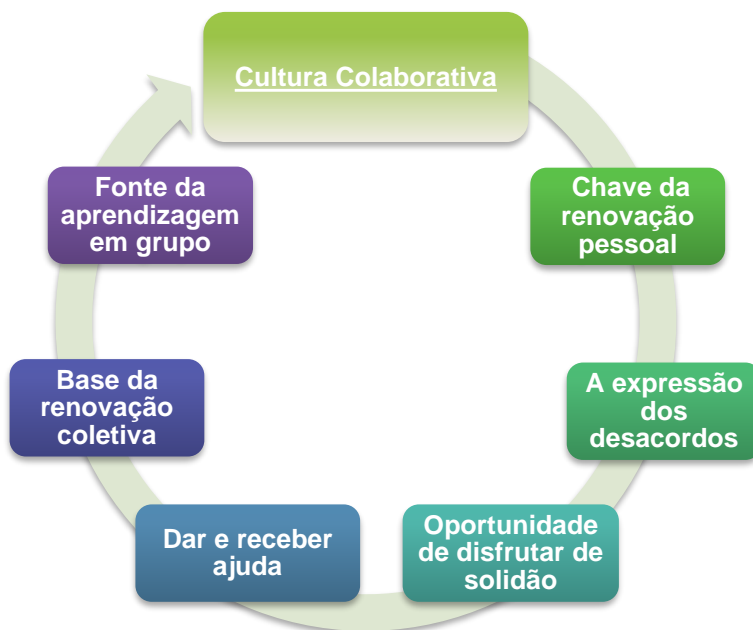 Cultura Colaborativa
Chave da
renovação
pessoal
A expressão
dos
desacordos
Oportunidade
de disfrutar de
solidão
Dar e receber
ajuda
Base da
renovação
coletiva
Fonte da
aprendizagem
em grupo